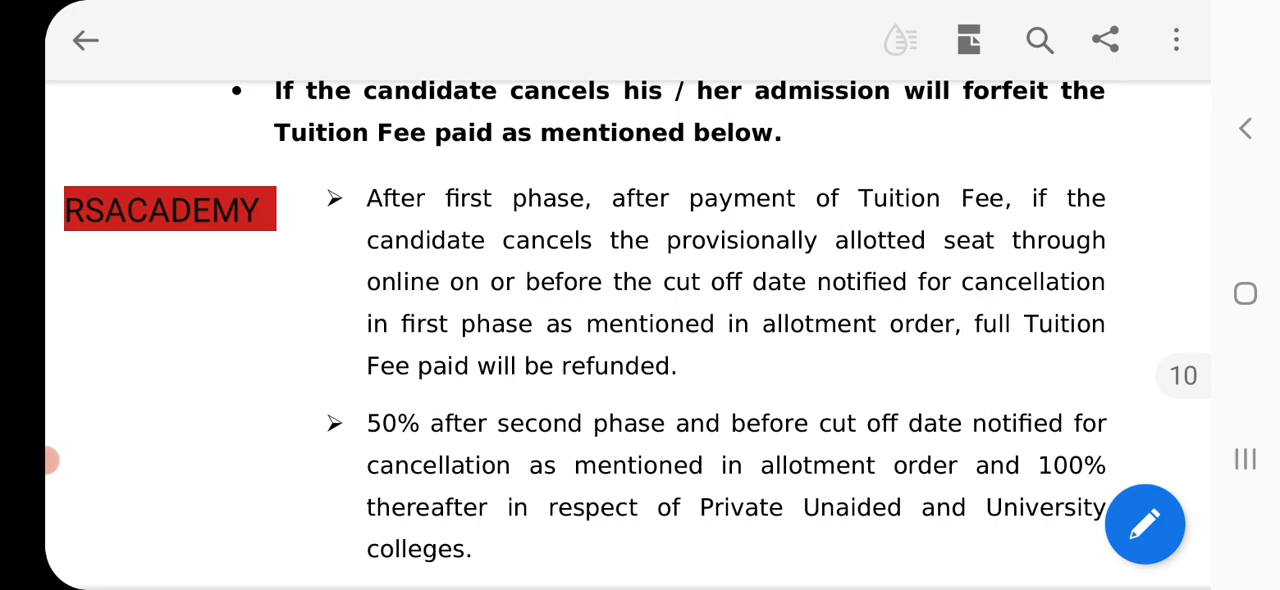 • If the candidate cancels his / her admission will forfeit the
Tuition Fee paid as mentioned below.
RSACADEMY
➢ After first phase, after payment of Tuition Fee, if the
candidate cancels the provisionally allotted seat through
online on or before the cut off date notified for cancellation
in first phase as mentioned in allotment order, full Tuition
Fee paid will be refunded.
10
➢ 50% after second phase and before cut off date notified for
cancellation as mentioned in allotment order and 100%
thereafter in respect of Private Unaided and University
colleges.